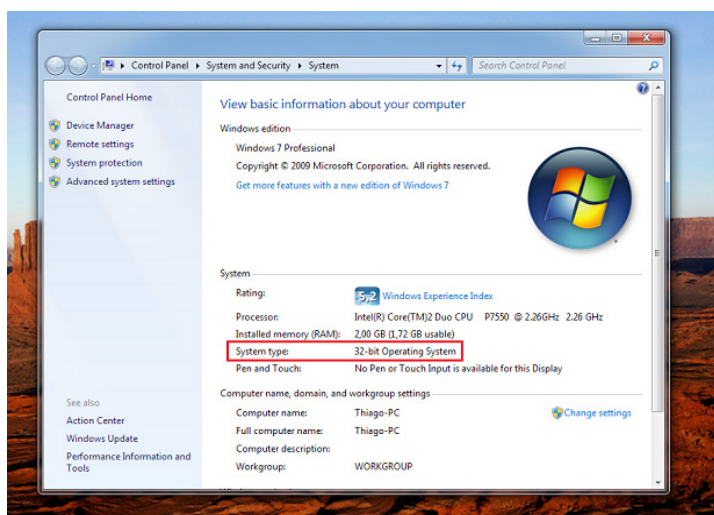 Control Panel ▸ System and Security ▸ System
Search Control Panel
Control Panel Home
Device Manager
Remote settings
System protection
Advanced system settings
See also
Action Center
Windows Update
Performance Information and
Tools
View basic information about your computer
Windows edition
Windows 7 Professional
Copyright © 2009 Microsoft Corporation. All rights reserved.
Get more features with a new edition of Windows 7
System
Rating: 5,2 Windows Experience Index
Processor: Intel(R) Core(TM)2 Duo CPU P7550 @ 2.26GHz 2.26 GHz
Installed memory (RAM): 2,00 GB (1,72 GB usable)
System type: 32-bit Operating System
Pen and Touch: No Pen or Touch Input is available for this Display
Computer name, domain, and workgroup settings
Computer name: Thiago-PC Change settings
Full computer name: Thiago-PC
Computer description:
Workgroup: WORKGROUP